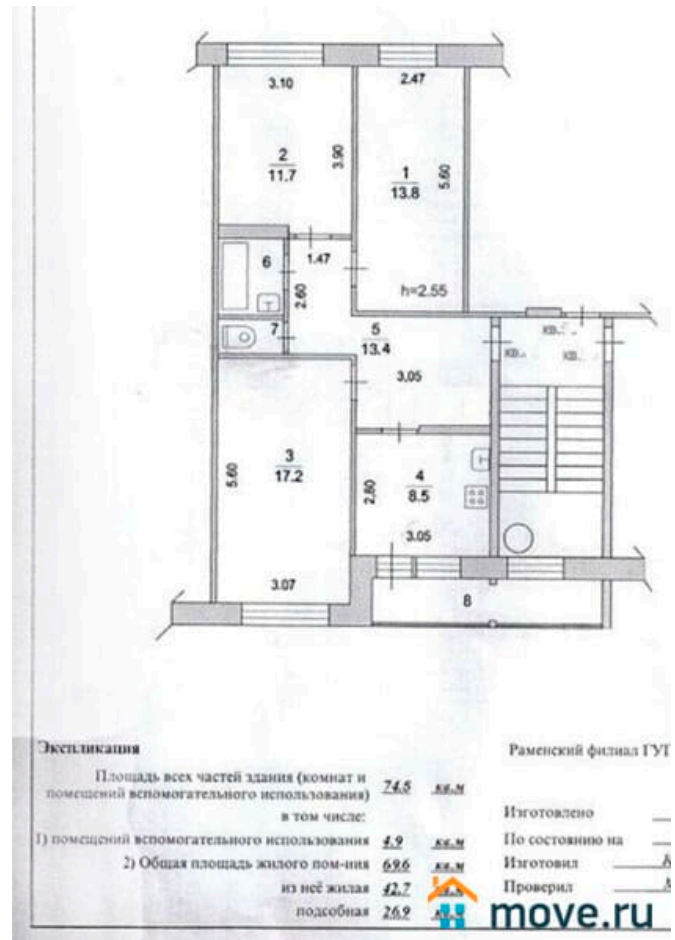 3.10
2.47
2
11.7
3.90
1
13.8
5.60
6
1.47
2.60
h=2.55
7
5
13.4
кв.
кв.
кв.
3.05
3
17.2
5.60
4
8.5
2.80
3.05
3.07
8
Экспликация
Раменский филиал ГУП
Площадь всех частей здания (комнат и
помещений вспомогательного использования) 74.5 кв.м
в том числе:
Изготовлено
1) помещений вспомогательного использования 4.9 кв.м
По состоянию на
2) Общая площадь жилого пом-ния 69.6 кв.м
Изготовил
из неё жилая 42.7
Проверил
подсобная 26.9 кв.м
move.ru